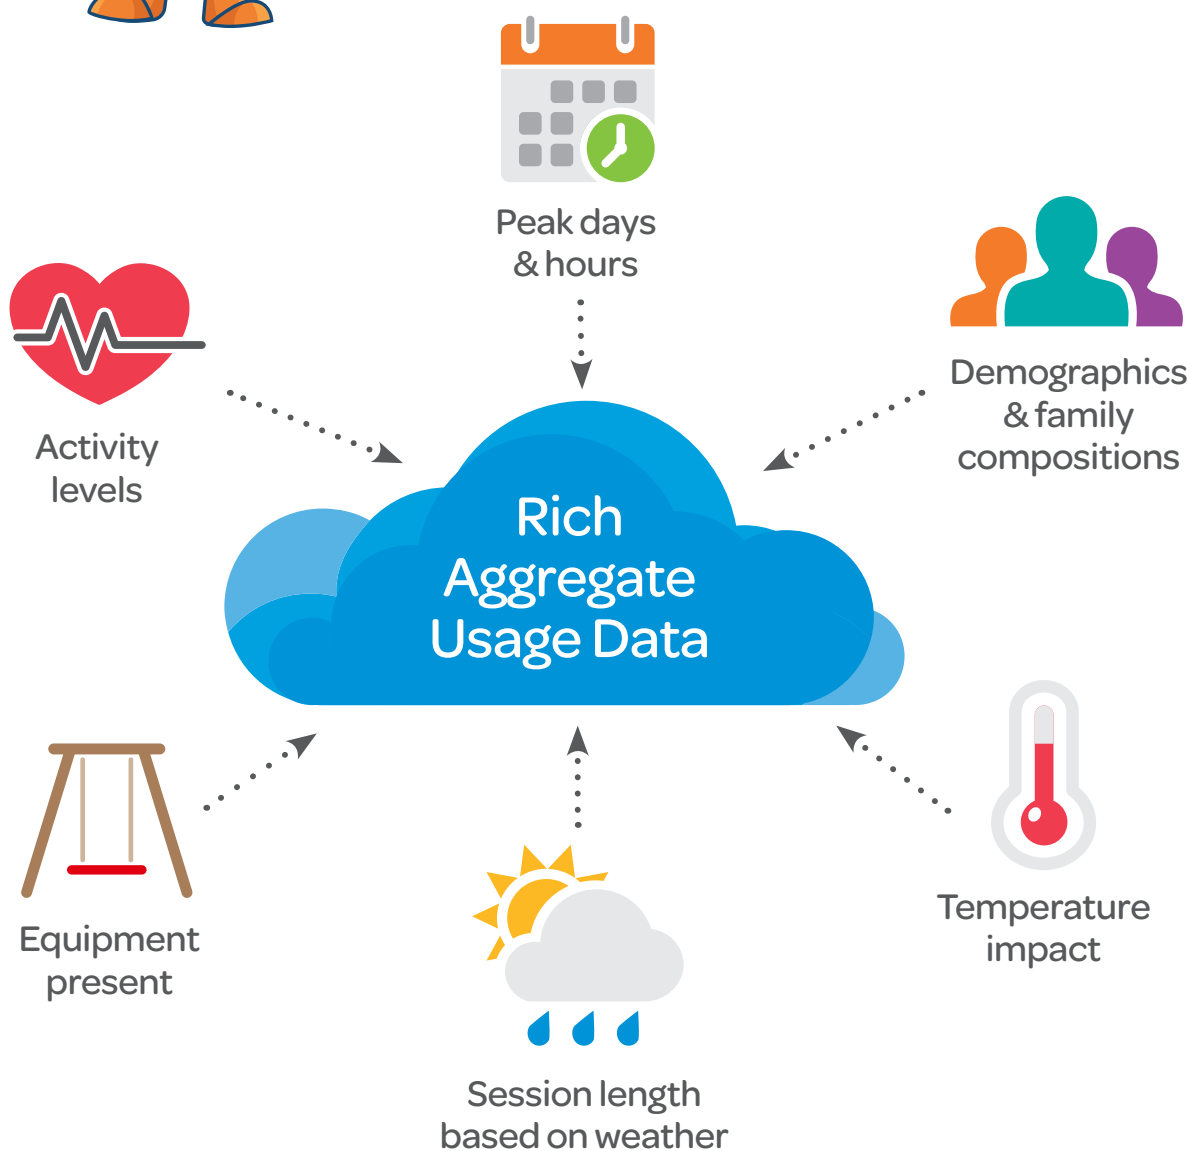 Peak days
& hours
Activity
levels
Demographics
& family
compositions
Rich
Aggregate
Usage Data
Equipment
present
Temperature
impact
Session length
based on weather